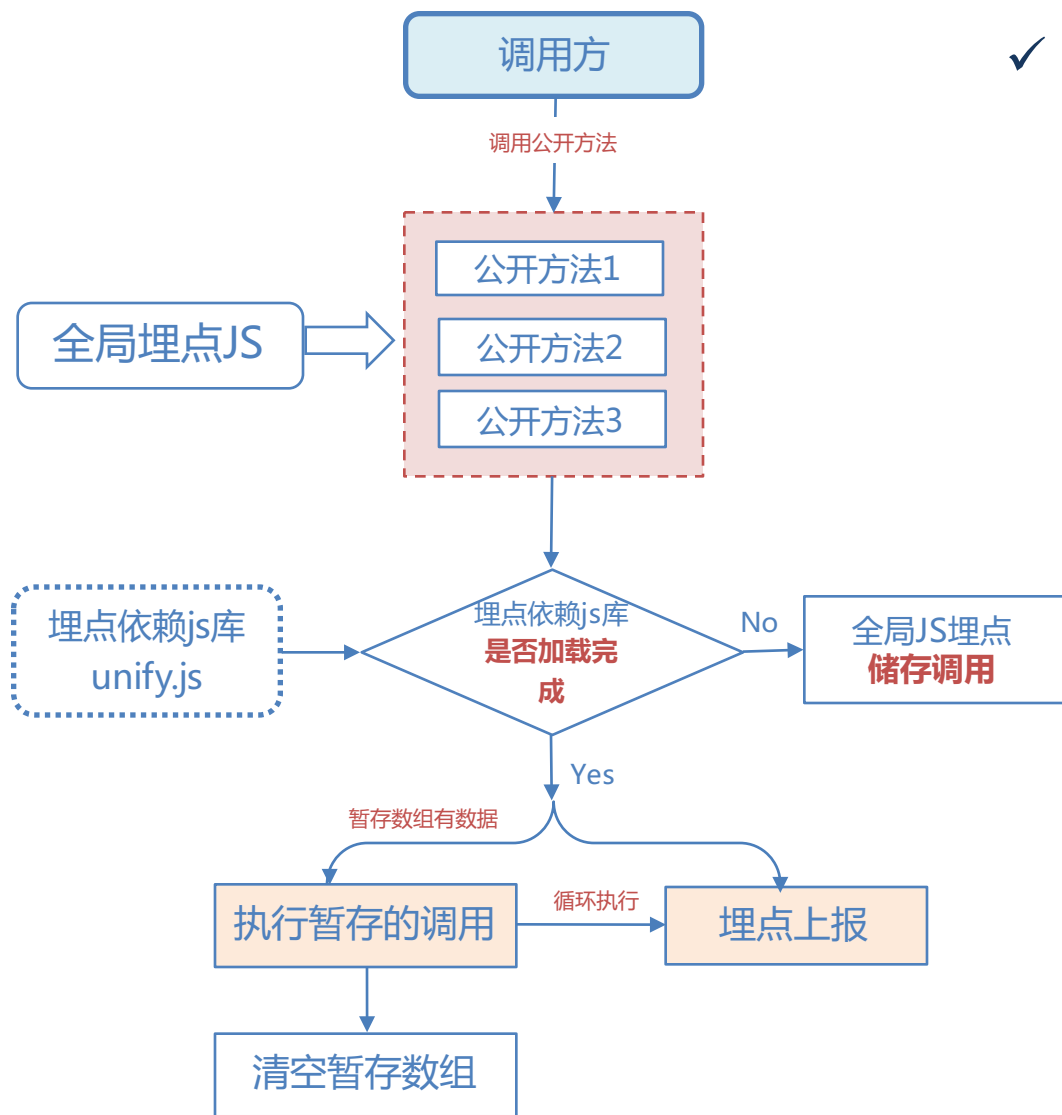 调用方
✓
调用公开方法
公开方法1
全局埋点JS
公开方法2
公开方法3
埋点依赖js库
unify.js
埋点依赖js库
是否加载完
成
No
全局JS埋点
储存调用
Yes
暂存数组有数据
执行暂存的调用
循环执行
埋点上报
清空暂存数组